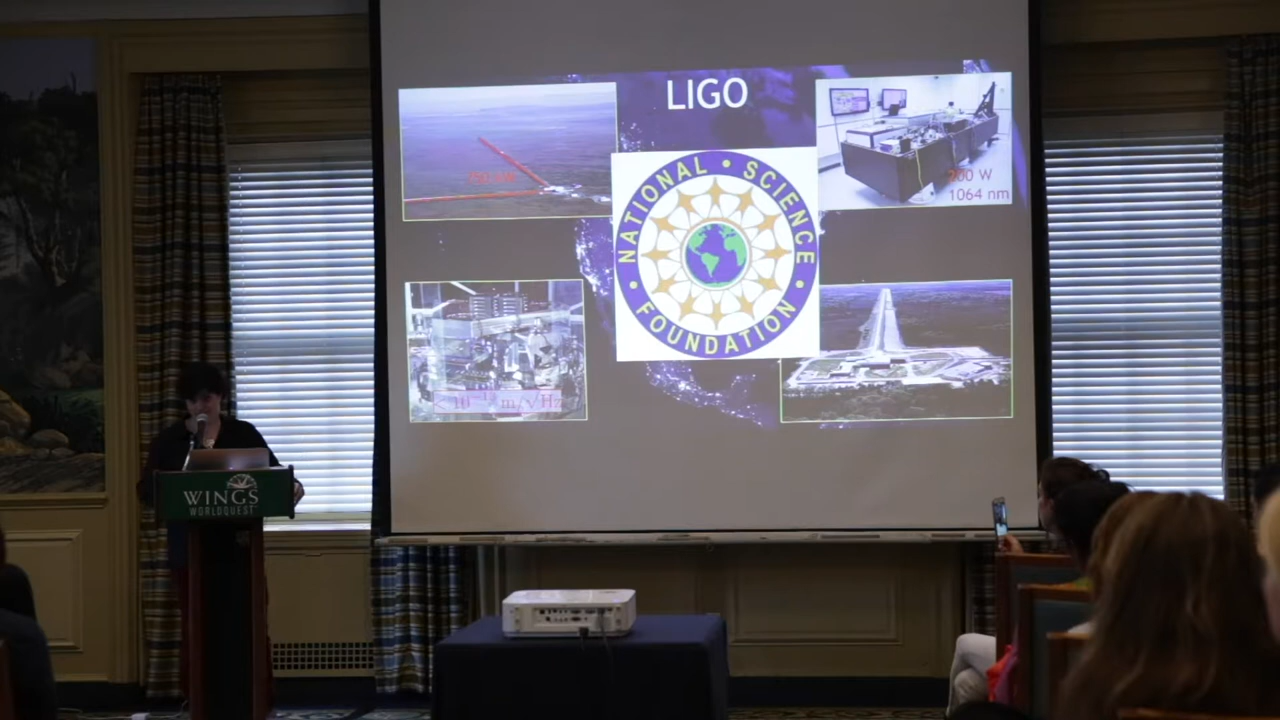 LIGO
200 W
1064 nm
NATIONAL SCIENCE
FOUNDATION
WINGS
WORLDQUEST